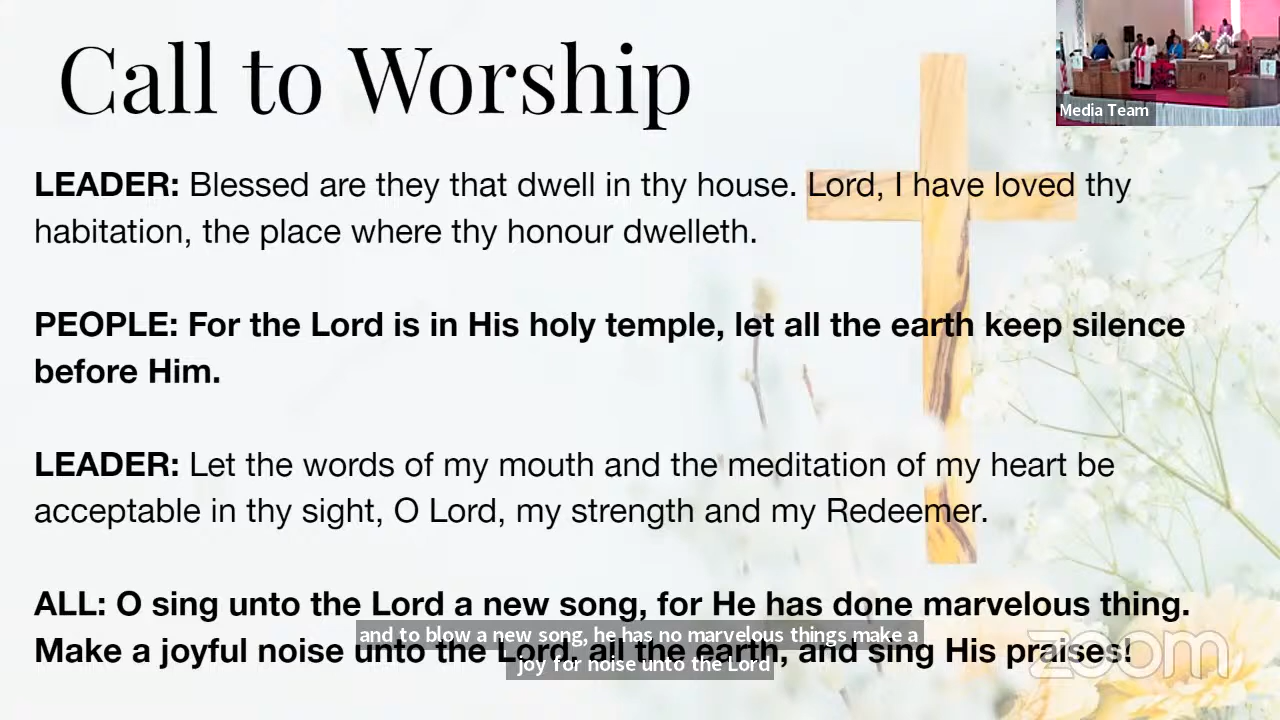 Call to Worship
Media Team
LEADER: Blessed are they that dwell in thy house. Lord, I have loved thy
habitation, the place where thy honour dwelleth.
PEOPLE: For the Lord is in His holy temple, let all the earth keep silence
before Him.
LEADER: Let the words of my mouth and the meditation of my heart be
acceptable in thy sight, O Lord, my strength and my Redeemer.
ALL: O sing unto the Lord a new song, for He has done marvelous thing.
and to blow a new song, he has no marvelous things make a
Make a joyful noise unto the Lord, all the earth, and sing His praises!
joy for noise unto the Lord
zoom